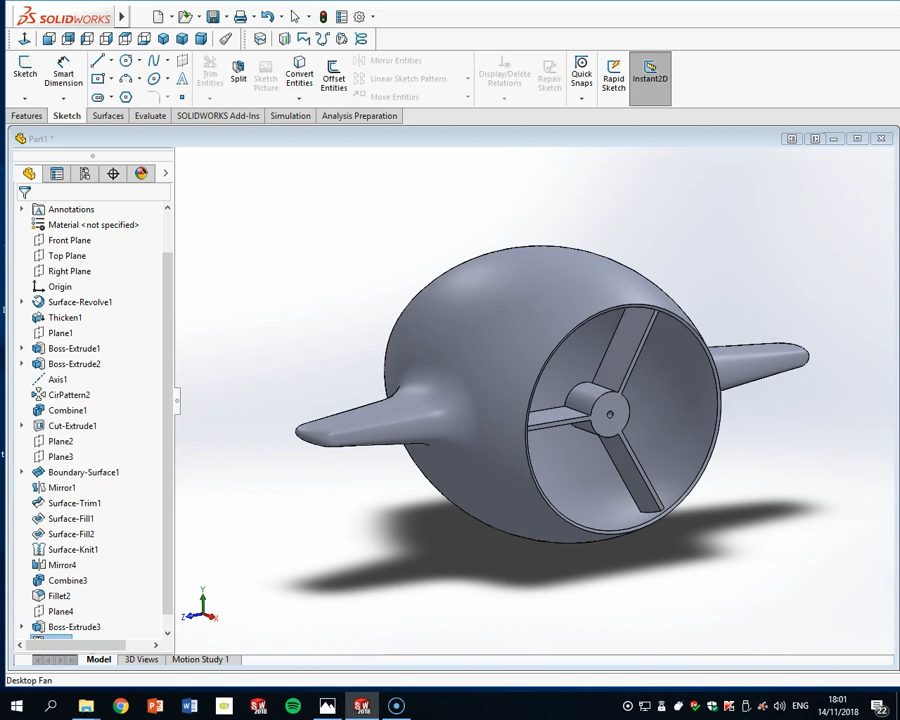 SOLIDWORKS
Sketch
Smart Dimension
Trim Entities
Split
Sketch Picture
Convert Entities
Offset Entities
Mirror Entities
Linear Sketch Pattern
Move Entities
Display/Delete Relations
Repair Sketch
Quick Snaps
Rapid Sketch
Instant2D
Features
Sketch
Surfaces
Evaluate
SOLIDWORKS Add-Ins
Simulation
Analysis Preparation
Part1 *
Annotations
Material <not specified>
Front Plane
Top Plane
Right Plane
Origin
Surface-Revolve1
Thicken1
Plane1
Boss-Extrude1
Boss-Extrude2
Axis1
CirPattern2
Combine1
Cut-Extrude1
Plane2
Plane3
Boundary-Surface1
Mirror1
Surface-Trim1
Surface-Fill1
Surface-Fill2
Surface-Knit1
Mirror4
Combine3
Fillet2
Plane4
Boss-Extrude3
Y
Z
X
Model
3D Views
Motion Study 1
Desktop Fan
ENG
18:01
14/11/2018
22